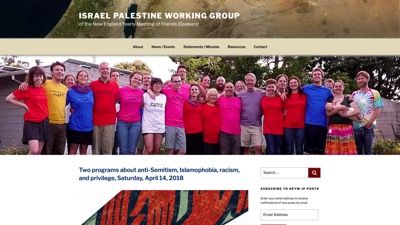 ISRAEL PALESTINE WORKING GROUP
of the New England Yearly Meeting of Friends (Quakers)
About
News / Events
Statements / Minutes
Resources
Contact
Two programs about anti-Semitism, Islamophobia, racism,
and privilege, Saturday, April 14, 2018
Search ...
SUBSCRIBE TO NEYM-IP POSTS
Enter your email address to receive
notifications of new posts by email.
Email Address